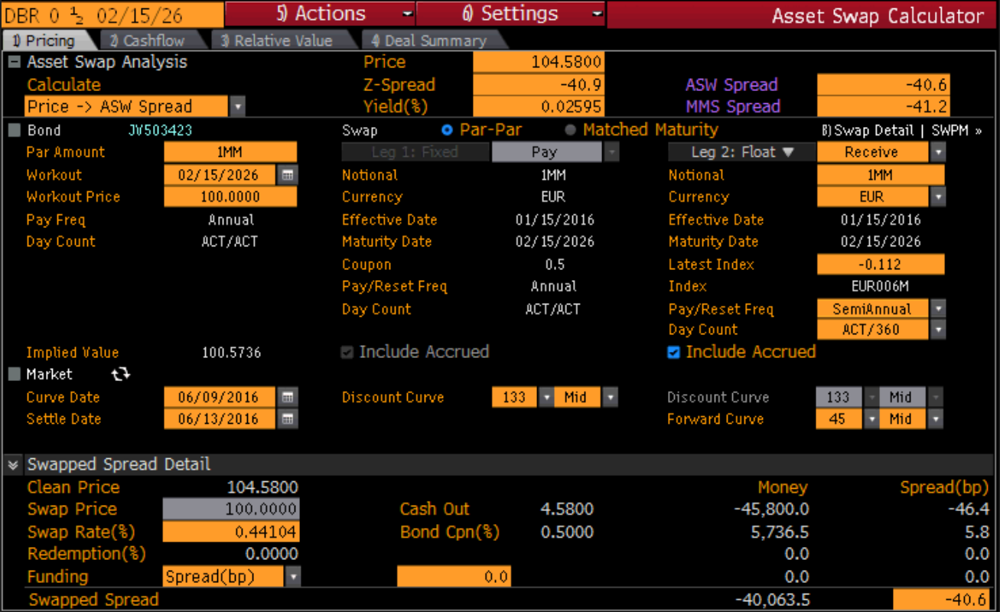 DBR 0 ½ 02/15/26 5) Actions 6) Settings Asset Swap Calculator
1) Pricing 2) Cashflow 3) Relative Value 4) Deal Summary
Asset Swap Analysis Price 104.5800
Calculate Z-Spread -40.9 ASW Spread -40.6
Price -> ASW Spread Yield(%) 0.02595 MMS Spread -41.2
Bond JV503423 Swap Par-Par Matched Maturity 8) Swap Detail | SWPM »
Par Amount 1MM Leg 1: Fixed Pay Leg 2: Float Receive
Workout 02/15/2026 Notional 1MM Notional 1MM
Workout Price 100.0000 Currency EUR Currency EUR
Pay Freq Annual Effective Date 01/15/2016 Effective Date 01/15/2016
Day Count ACT/ACT Maturity Date 02/15/2026 Maturity Date 02/15/2026
Coupon 0.5 Latest Index -0.112
Pay/Reset Freq Annual Index EUR006M
Day Count ACT/ACT Pay/Reset Freq SemiAnnual
Day Count ACT/360
Implied Value 100.5736 Include Accrued Include Accrued
Market
Curve Date 06/09/2016 Discount Curve 133 Mid Discount Curve 133 Mid
Settle Date 06/13/2016 Forward Curve 45 Mid
Swapped Spread Detail
Clean Price 104.5800 Money Spread(bp)
Swap Price 100.0000 Cash Out 4.5800 -45,800.0 -46.4
Swap Rate(%) 0.44104 Bond Cpn(%) 0.5000 5,736.5 5.8
Redemption(%) 0.0000 0.0 0.0
Funding Spread(bp) 0.0 0.0 0.0
Swapped Spread -40,063.5 -40.6